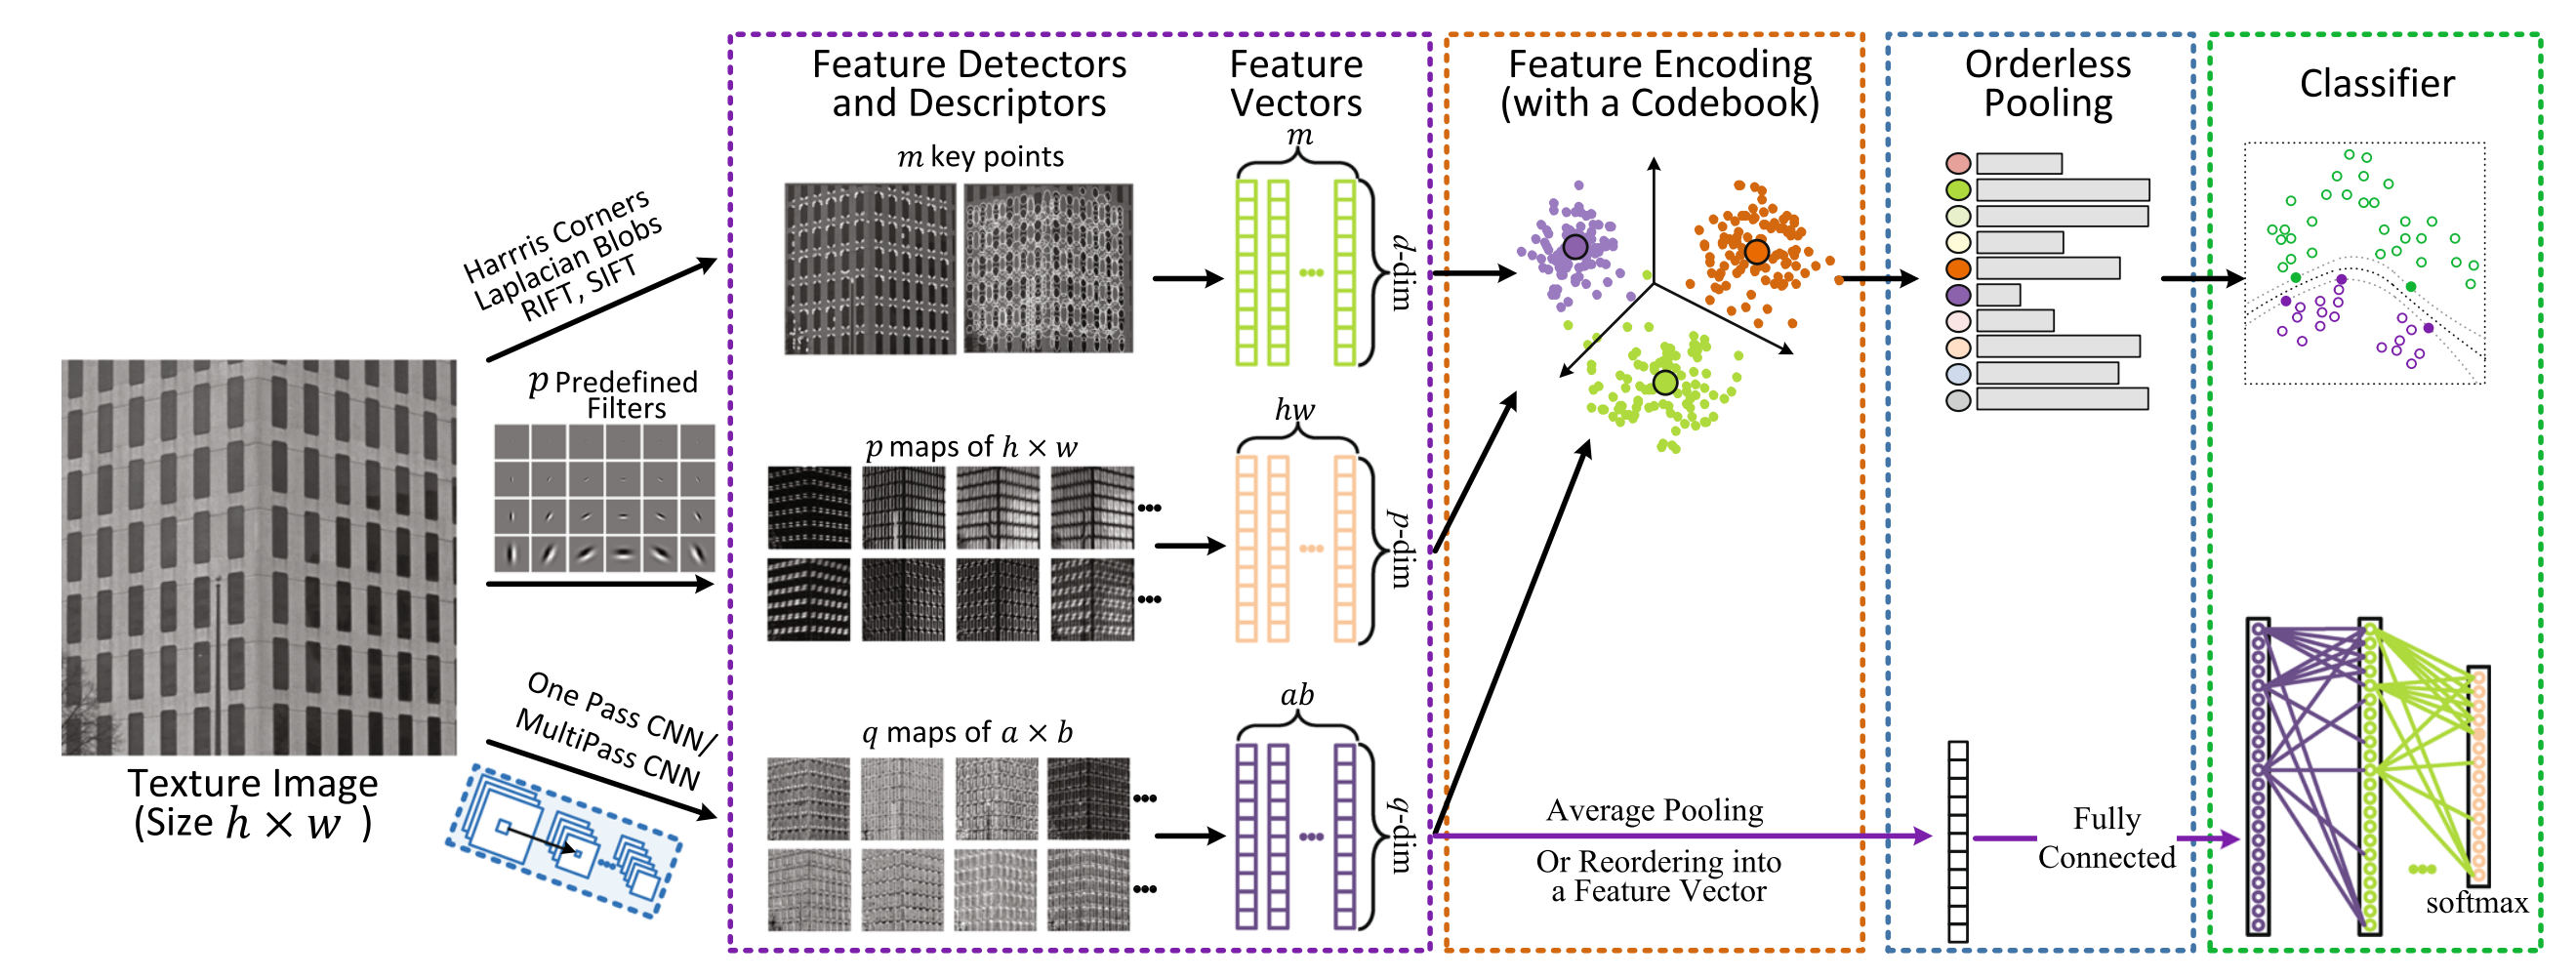 Feature Detectors
and Descriptors
Feature
Vectors
Feature Encoding
(with a Codebook)
Orderless
Pooling
Classifier
m key points
m
d-dim
Harrris Corners
Laplacian Blobs
RIFT, SIFT
p Predefined
Filters
p maps of h × w
hw
p-dim
One Pass CNN/
MultiPass CNN
q maps of a × b
ab
q-dim
Texture Image
(Size h × w )
Average Pooling
Or Reordering into
a Feature Vector
Fully
Connected
softmax